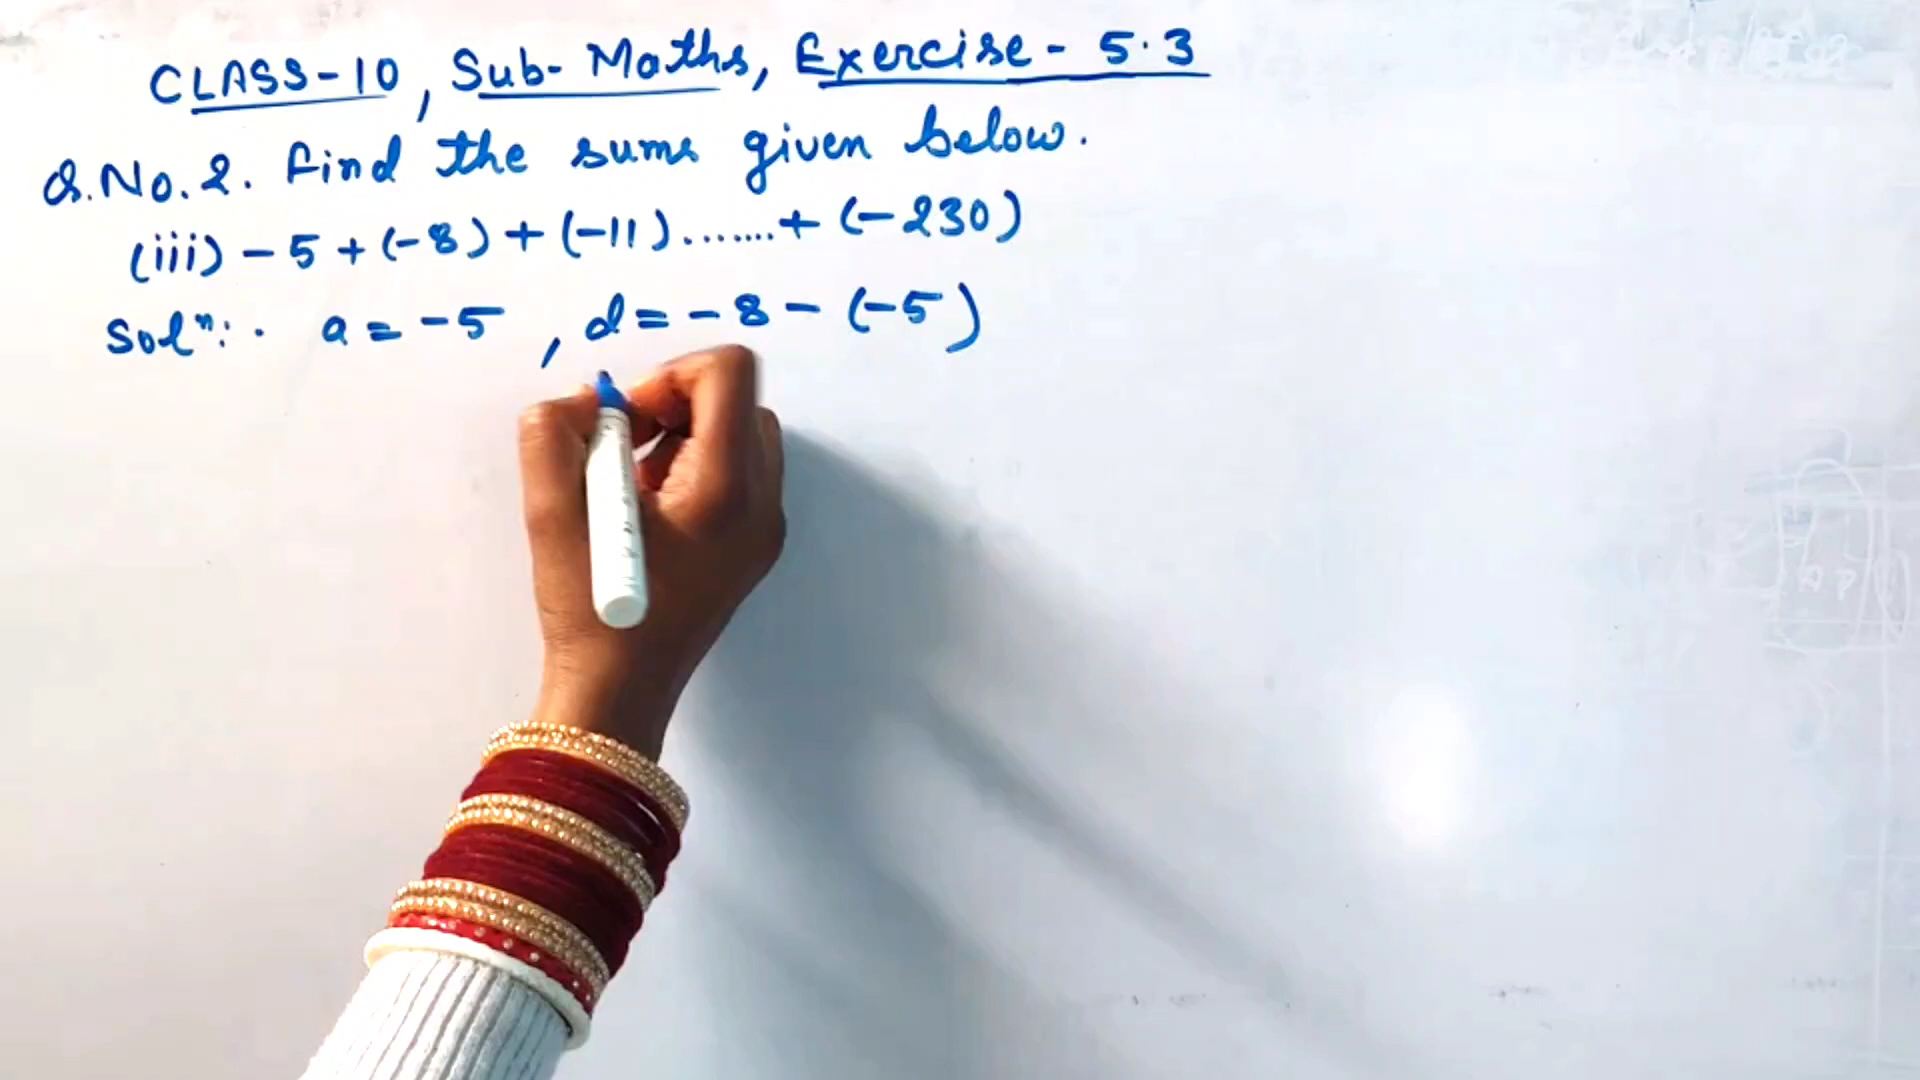 CLASS-10, Sub-Maths, Exercise - 5.3
Q.No.2. Find the sums given below.
(iii) - 5 + (-8) + (-11).......+ (-230)
Solⁿ:- a = -5 , d = - 8 - (-5)